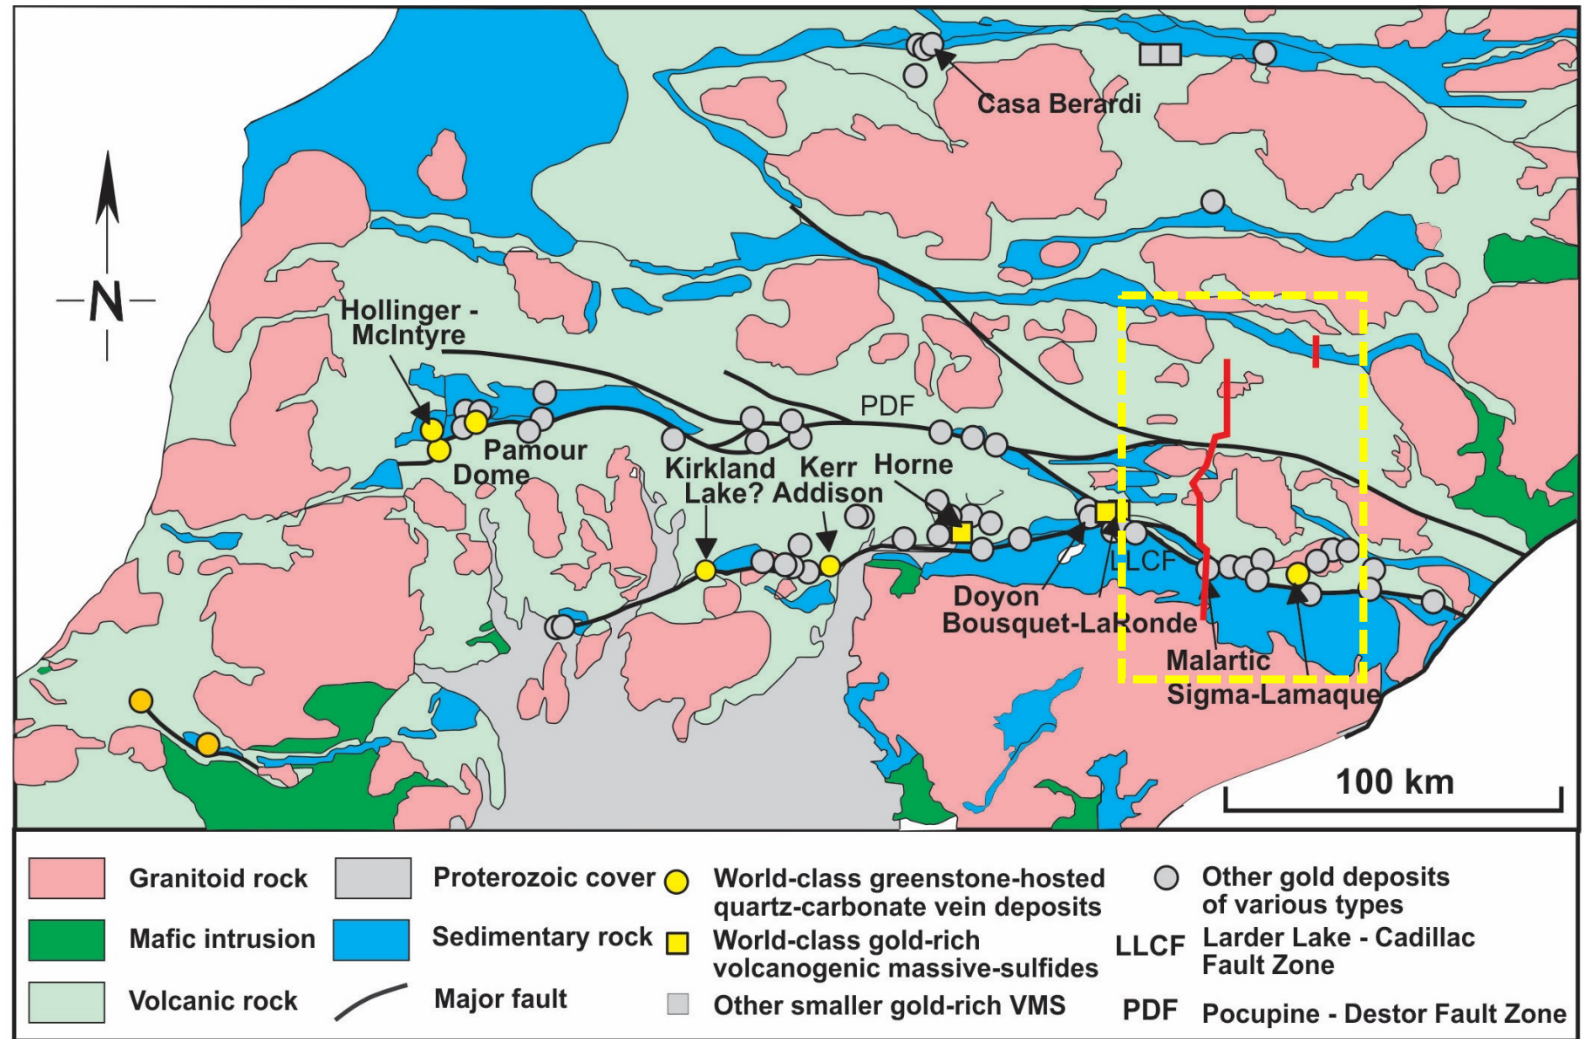 Casa Berardi
N
Hollinger -
McIntyre
PDF
Pamour
Dome
Kirkland
Lake?
Kerr
Addison
Horne
LLCF
Doyon
Bousquet-LaRonde
Malartic
Sigma-Lamaque
100 km
Granitoid rock
Proterozoic cover
World-class greenstone-hosted
quartz-carbonate vein deposits
Other gold deposits
of various types
Mafic intrusion
Sedimentary rock
World-class gold-rich
volcanogenic massive-sulfides
LLCF
Larder Lake - Cadillac
Fault Zone
Volcanic rock
Major fault
Other smaller gold-rich VMS
PDF
Pocupine - Destor Fault Zone